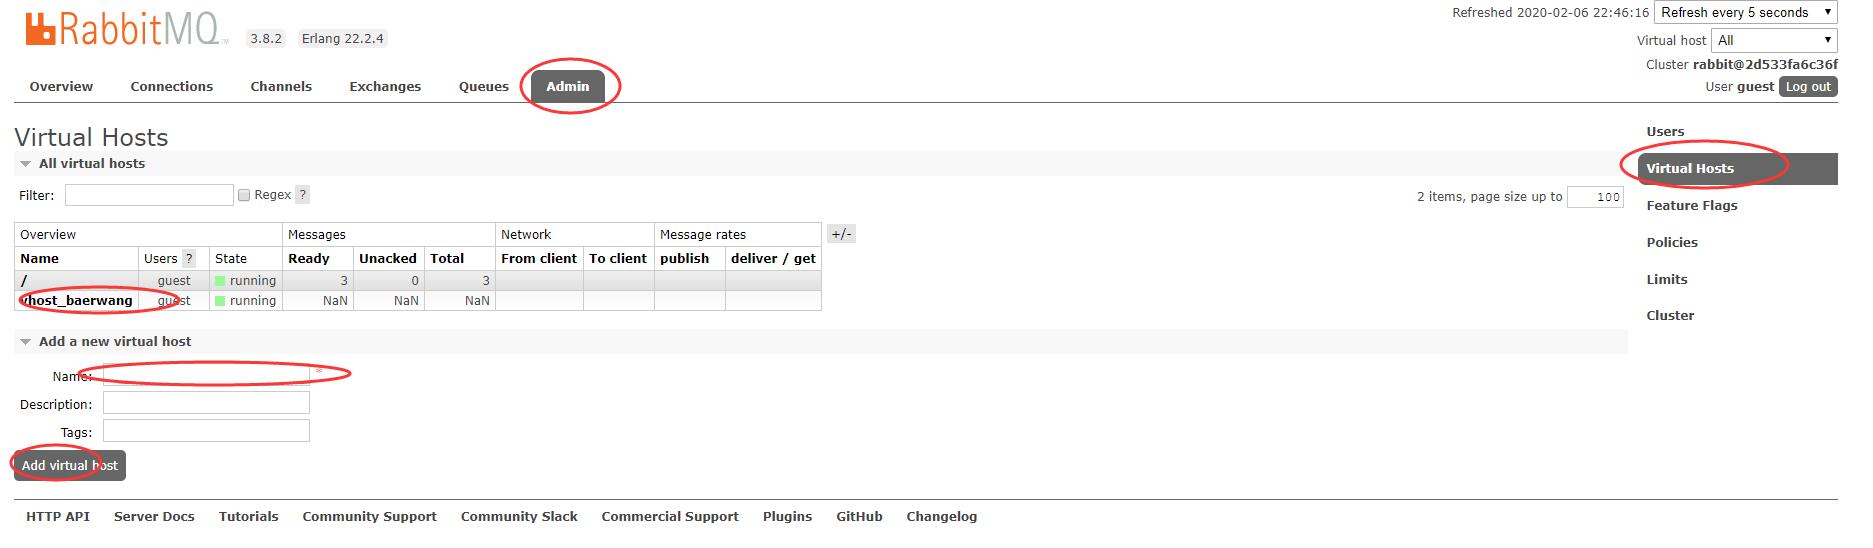 Refreshed 2020-02-06 22:46:16 Refresh every 5 seconds
RabbitMQ TM 3.8.2 Erlang 22.2.4
Virtual host All
Cluster rabbit@2d533fa6c36f
User guest Log out
Overview Connections Channels Exchanges Queues Admin
Virtual Hosts
All virtual hosts
Filter: Regex ?
2 items, page size up to 100
Overview Messages Network Message rates +/-
Name Users ? State Ready Unacked Total From client To client publish deliver / get
/ guest running 3 0 3
vhost_baerwang guest running NaN NaN NaN
Add a new virtual host
Name: *
Description:
Tags:
Add virtual host
Users
Virtual Hosts
Feature Flags
Policies
Limits
Cluster
HTTP API Server Docs Tutorials Community Support Community Slack Commercial Support Plugins GitHub Changelog